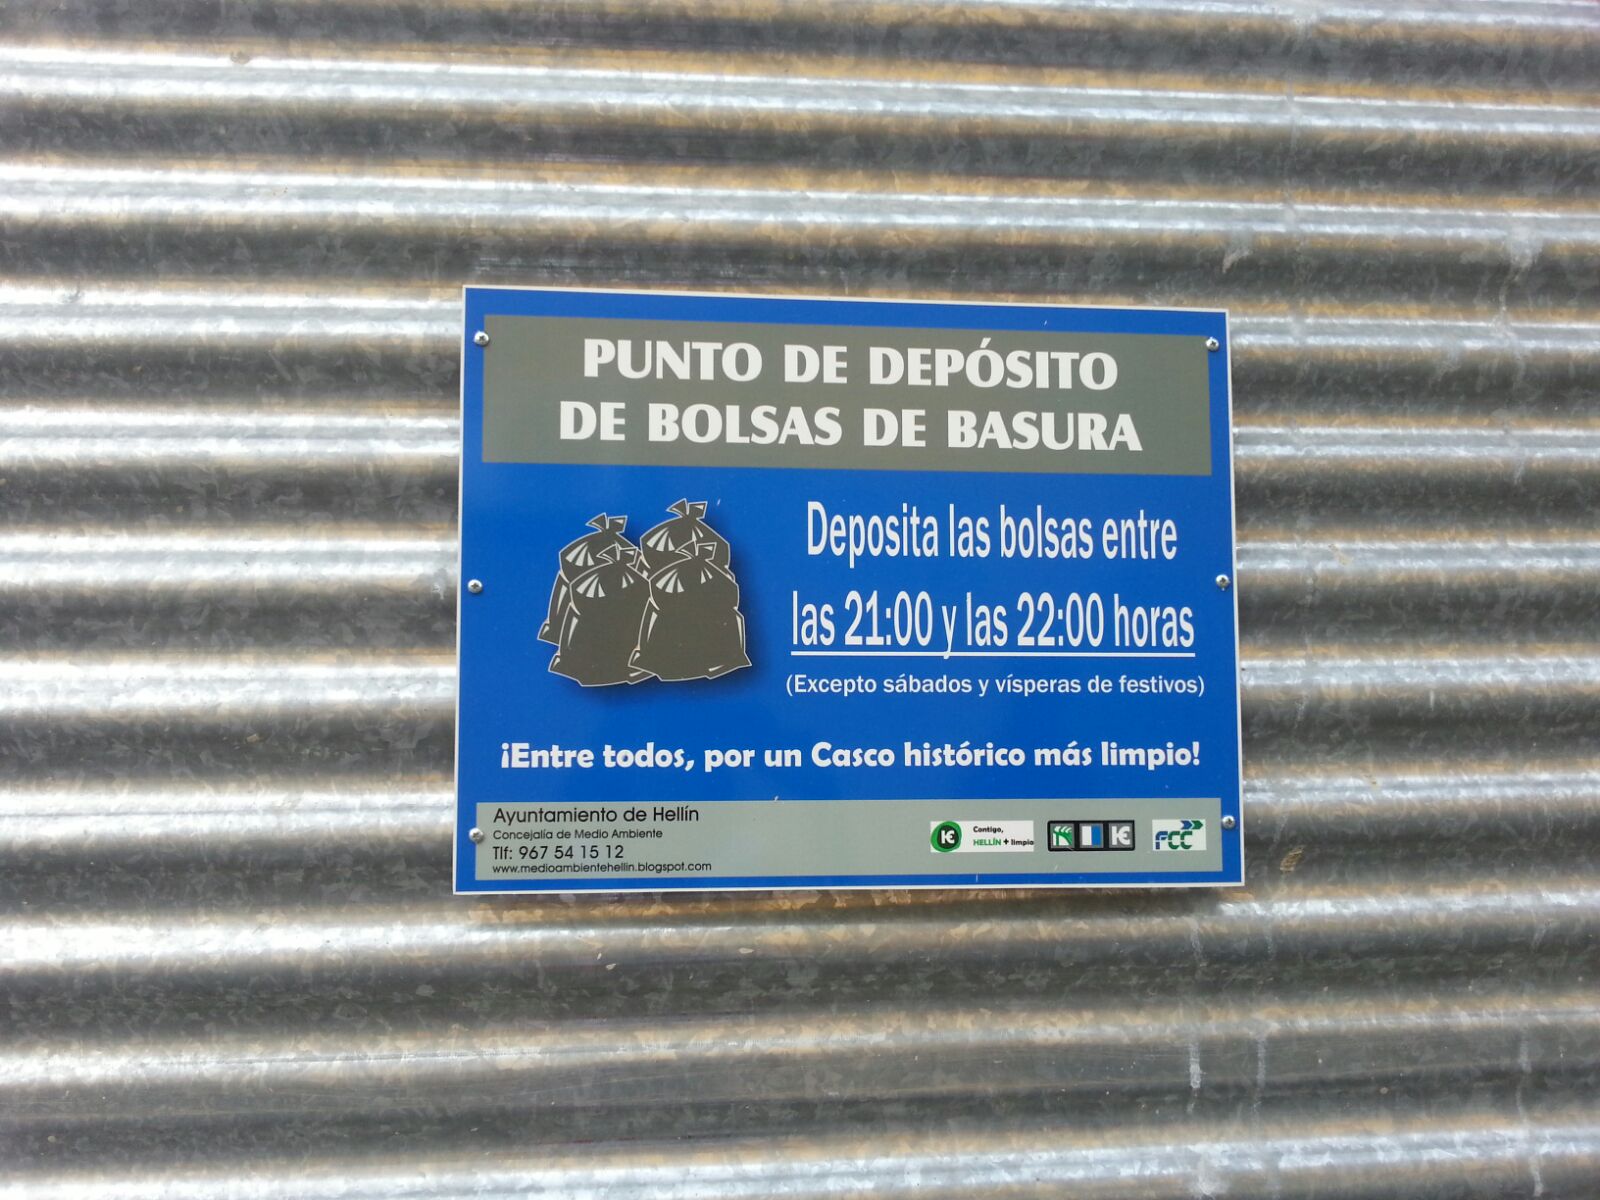 PUNTO DE DEPÓSITO
DE BOLSAS DE BASURA
Deposita las bolsas entre
las 21:00 y las 22:00 horas
(Excepto sábados y vísperas de festivos)
¡Entre todos, por un Casco histórico más limpio!
Ayuntamiento de Hellín
Concejalía de Medio Ambiente
Tlf: 967 54 15 12
www.medioambientehellin.blogspot.com
Contigo,
HELLÍN + limpio
FCC